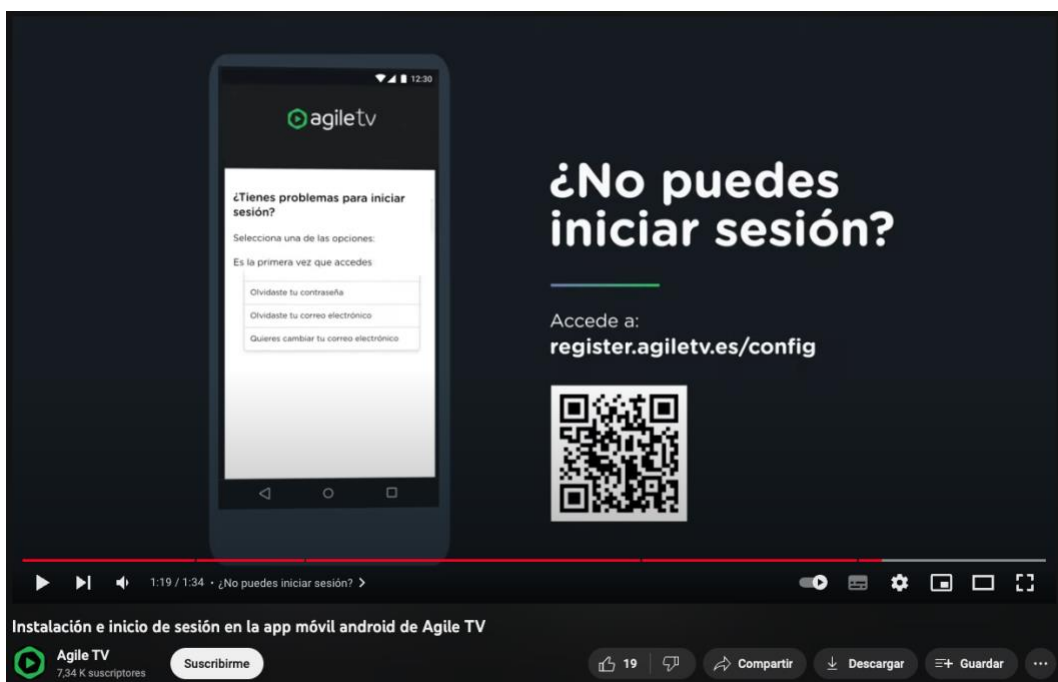 12:30
agiletv
¿Tienes problemas para iniciar
sesión?
Selecciona una de las opciones:
Es la primera vez que accedes
Olvidaste tu contraseña
Olvidaste tu correo electrónico
Quieres cambiar tu correo electrónico
¿No puedes
iniciar sesión?
Accede a:
register.agiletv.es/config
1:19 / 1:34 • ¿No puedes iniciar sesión?
Instalación e inicio de sesión en la app móvil android de Agile TV
Agile TV
7,34 K suscriptores
Suscribirme
19
Compartir
Descargar
Guardar